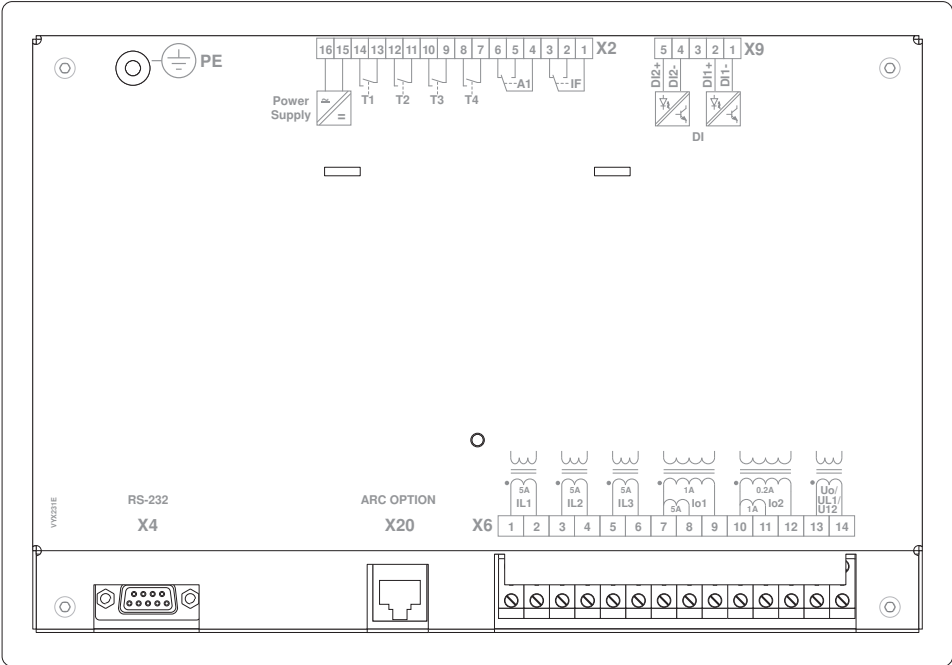 PE
16 15 14 13 12 11 10 9 8 7 6 5 4 3 2 1 X2
5 4 3 2 1 X9
DI2+ DI2- DI1+ DI1-
A1 IF
Power
Supply
T1 T2 T3 T4
DI
5A 5A 5A 1A 0.2A Uo/
IL1 IL2 IL3 5A Io1 1A Io2 UL1/
U12
VYX231E
RS-232
X4
ARC OPTION
X20
X6 1 2 3 4 5 6 7 8 9 10 11 12 13 14